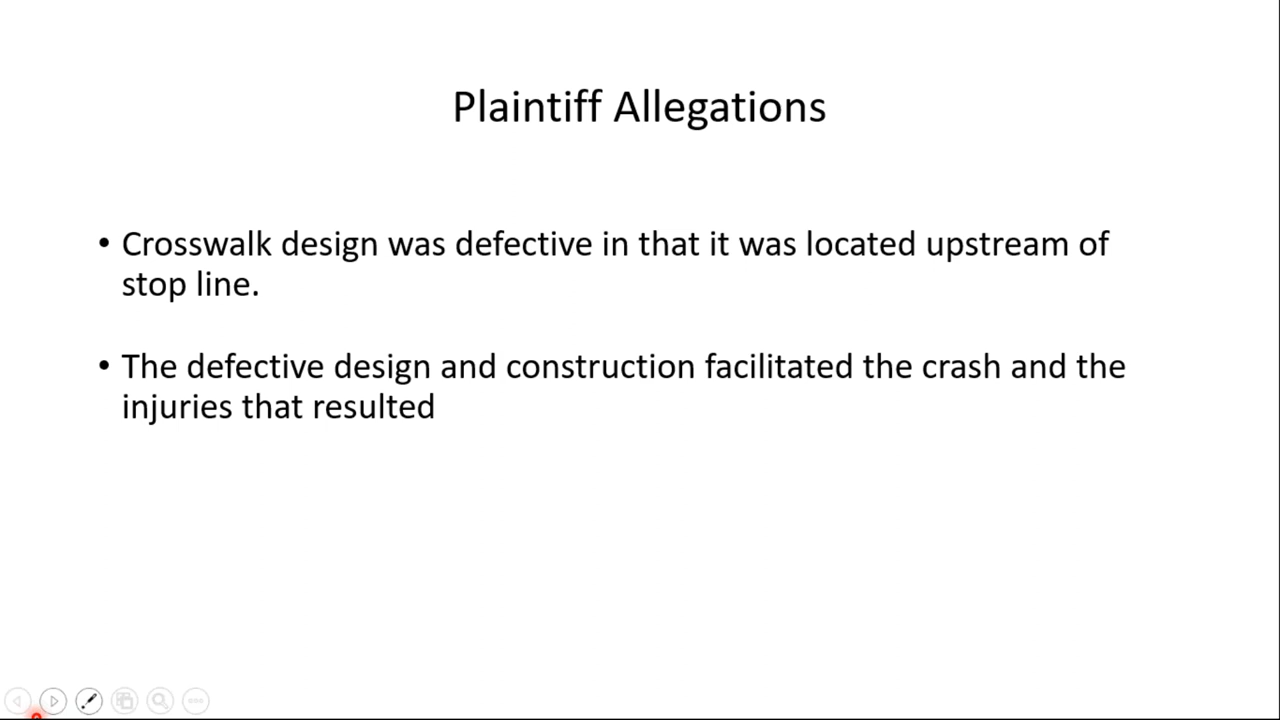 Plaintiff Allegations
• Crosswalk design was defective in that it was located upstream of
stop line.
• The defective design and construction facilitated the crash and the
injuries that resulted